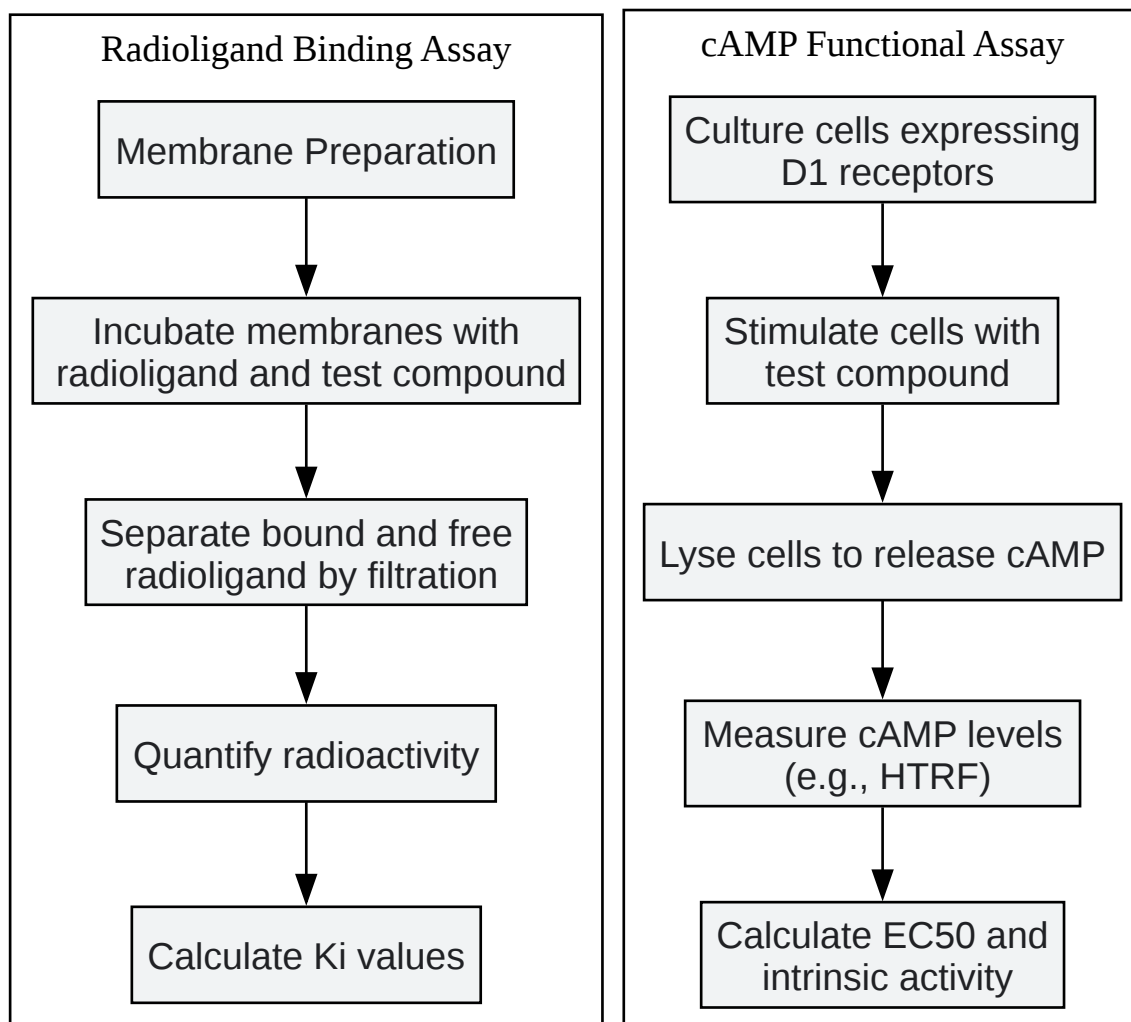 Radioligand Binding Assay
Membrane Preparation
Incubate membranes with
radioligand and test compound
Separate bound and free
radioligand by filtration
Quantify radioactivity
Calculate Ki values
cAMP Functional Assay
Culture cells expressing
D1 receptors
Stimulate cells with
test compound
Lyse cells to release cAMP
Measure cAMP levels
(e.g., HTRF)
Calculate EC50 and
intrinsic activity